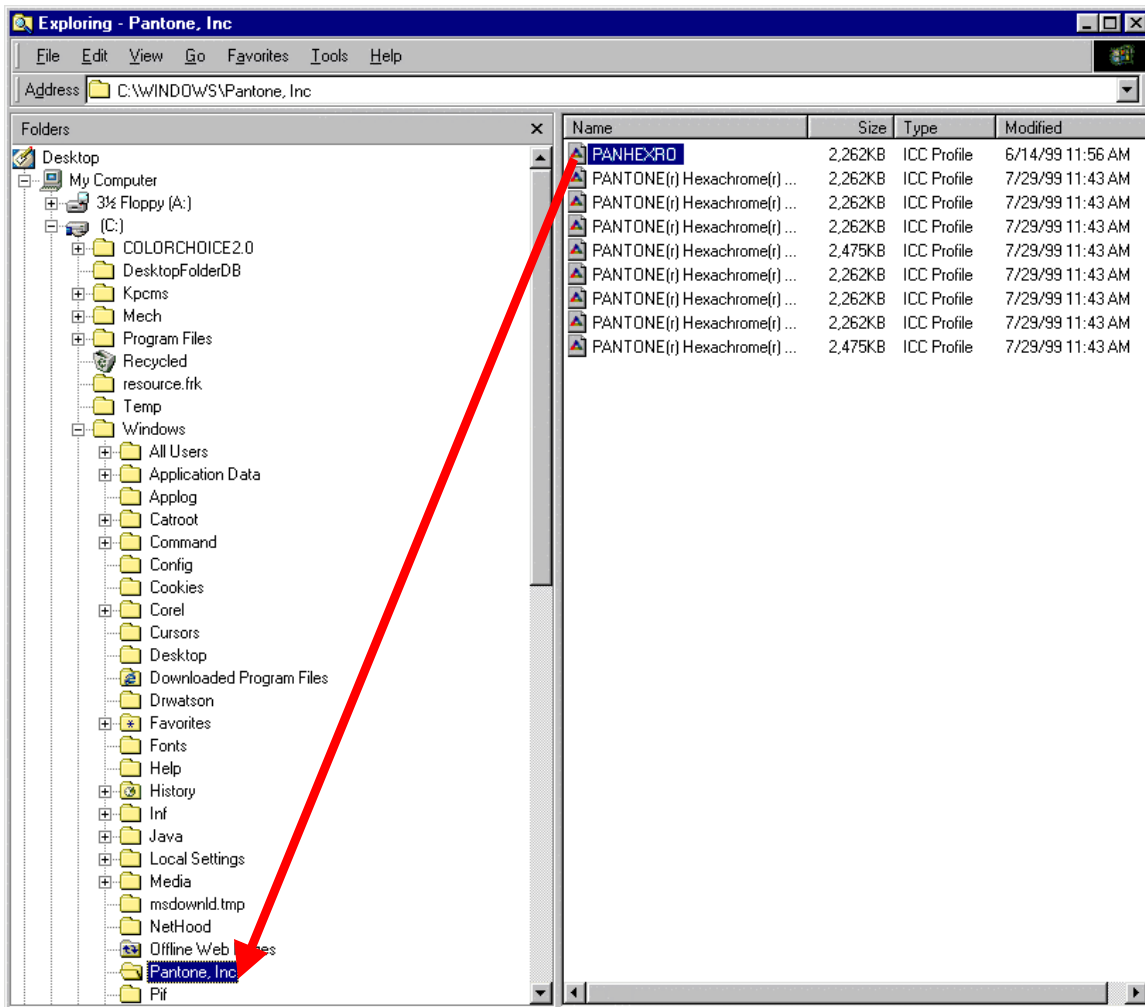 Exploring - Pantone, Inc
File Edit View Go Favorites Tools Help
Address C:\WINDOWS\Pantone, Inc
Folders
Desktop
My Computer
3½ Floppy (A:)
(C:)
COLORCHOICE2.0
DesktopFolderDB
Kpcms
Mech
Program Files
Recycled
resource.frk
Temp
Windows
All Users
Application Data
Applog
Catroot
Command
Config
Cookies
Corel
Cursors
Desktop
Downloaded Program Files
Drwatson
Favorites
Fonts
Help
History
Inf
Java
Local Settings
Media
msdownld.tmp
NetHood
Offline Web
Pantone, Inc
Pif
Name Size Type Modified
PANHEXRO 2,262KB ICC Profile 6/14/99 11:56 AM
PANTONE(r) Hexachrome(r) ... 2,262KB ICC Profile 7/29/99 11:43 AM
PANTONE(r) Hexachrome(r) ... 2,262KB ICC Profile 7/29/99 11:43 AM
PANTONE(r) Hexachrome(r) ... 2,262KB ICC Profile 7/29/99 11:43 AM
PANTONE(r) Hexachrome(r) ... 2,475KB ICC Profile 7/29/99 11:43 AM
PANTONE(r) Hexachrome(r) ... 2,262KB ICC Profile 7/29/99 11:43 AM
PANTONE(r) Hexachrome(r) ... 2,262KB ICC Profile 7/29/99 11:43 AM
PANTONE(r) Hexachrome(r) ... 2,262KB ICC Profile 7/29/99 11:43 AM
PANTONE(r) Hexachrome(r) ... 2,475KB ICC Profile 7/29/99 11:43 AM